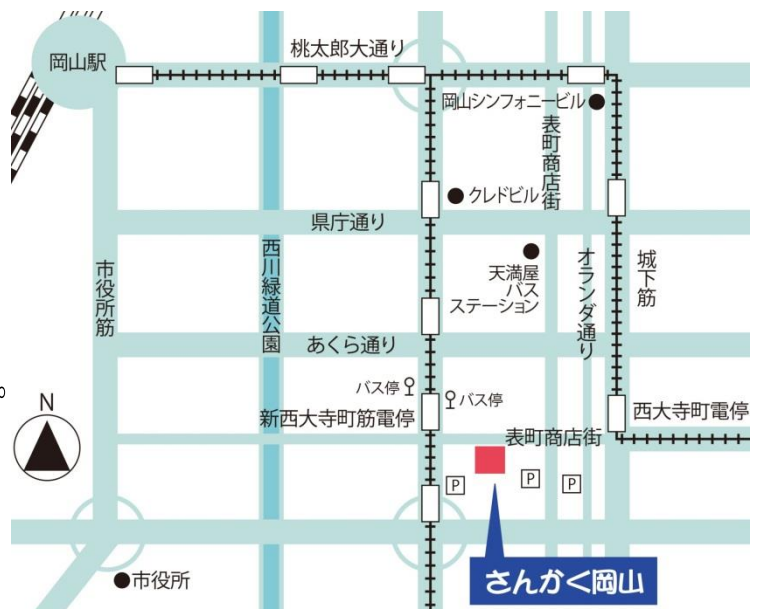 岡山駅
桃太郎大通り
岡山シンフォニービル
表町商店街
クレドビル
県庁通り
西川緑道公園
市役所筋
天満屋
バス
ステーション
オランダ通り
城下筋
あくら通り
バス停
バス停
新西大寺町筋電停
西大寺町電停
表町商店街
N
P
P
P
さんかく岡山
市役所